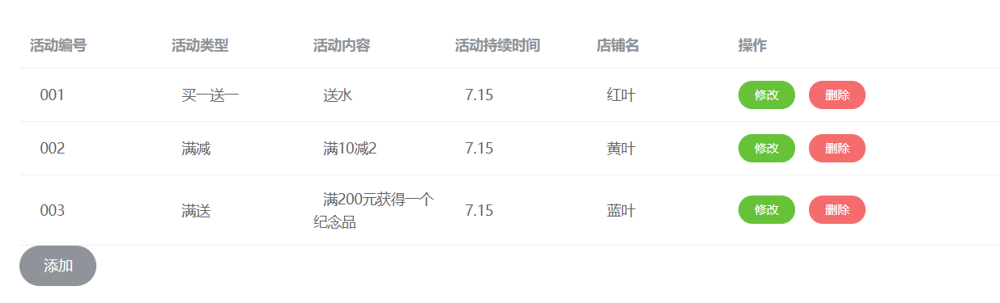 活动编号 活动类型 活动内容 活动持续时间 店铺名 操作
001 买一送一 送水 7.15 红叶 修改 删除
002 满减 满10减2 7.15 黄叶 修改 删除
003 满送 满200元获得一个 7.15 蓝叶 修改 删除
纪念品
添加